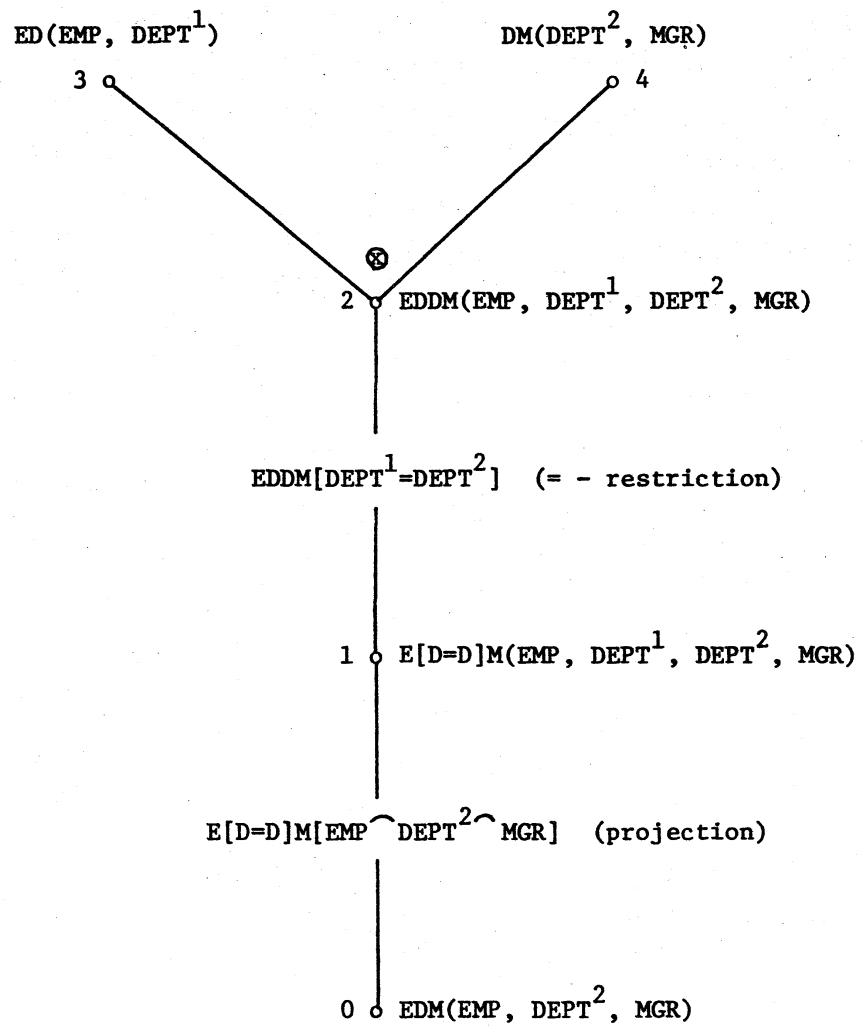 ED(EMP, DEPT¹) DM(DEPT², MGR)
3 4
⊗
2 EDDM(EMP, DEPT¹, DEPT², MGR)
EDDM[DEPT¹=DEPT²] (= - restriction)
1 E[D=D]M(EMP, DEPT¹, DEPT², MGR)
E[D=D]M[EMP⁀DEPT²⁀MGR] (projection)
0 EDM(EMP, DEPT², MGR)